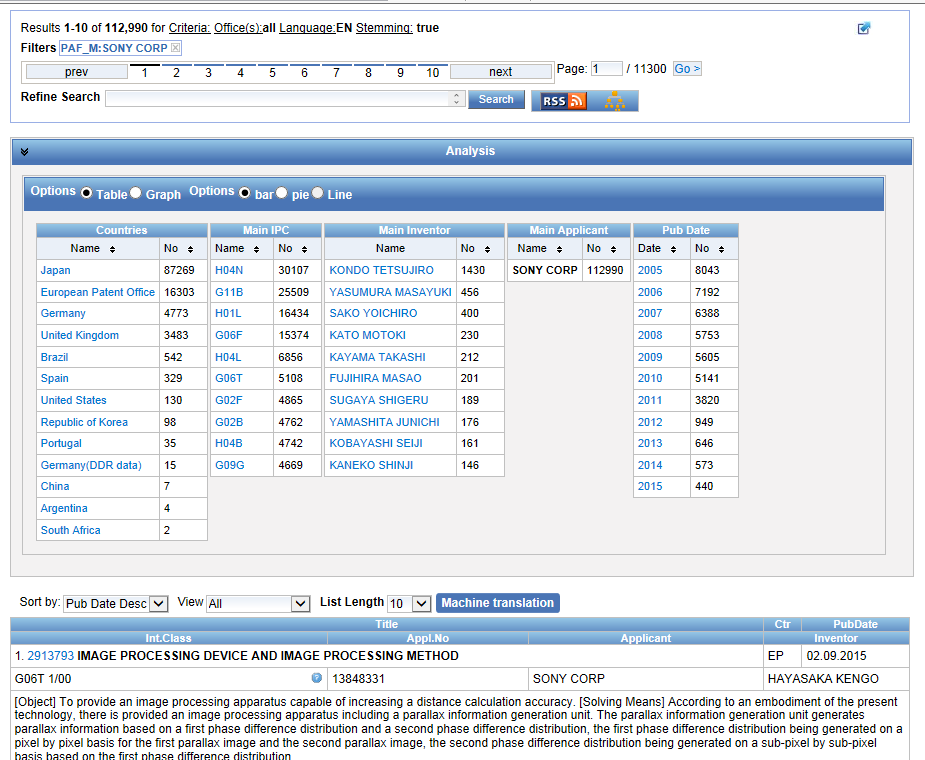 Results 1-10 of 112,990 for Criteria: Office(s):all Language:EN Stemming: true
Filters PAF_M:SONY CORP
prev 1 2 3 4 5 6 7 8 9 10 next Page: 1 / 11300 Go >
Refine Search Search RSS
Analysis
Options Table Graph Options bar pie Line
Countries Main IPC Main Inventor Main Applicant Pub Date
Name No Name No Name No Name No Date No
Japan 87269 H04N 30107 KONDO TETSUJIRO 1430 SONY CORP 112990 2005 8043
European Patent Office 16303 G11B 25509 YASUMURA MASAYUKI 456 2006 7192
Germany 4773 H01L 16434 SAKO YOICHIRO 400 2007 6388
United Kingdom 3483 G06F 15374 KATO MOTOKI 230 2008 5753
Brazil 542 H04L 6856 KAYAMA TAKASHI 212 2009 5605
Spain 329 G06T 5108 FUJIHIRA MASAO 201 2010 5141
United States 130 G02F 4865 SUGAYA SHIGERU 189 2011 3820
Republic of Korea 98 G02B 4762 YAMASHITA JUNICHI 176 2012 949
Portugal 35 H04B 4742 KOBAYASHI SEIJI 161 2013 646
Germany(DDR data) 15 G09G 4669 KANEKO SHINJI 146 2014 573
China 7 2015 440
Argentina 4
South Africa 2
Sort by: Pub Date Desc View All List Length 10 Machine translation
Title Ctr PubDate
Int.Class Appl.No Applicant Inventor
1. 2913793 IMAGE PROCESSING DEVICE AND IMAGE PROCESSING METHOD EP 02.09.2015
G06T 1/00 ? 13848331 SONY CORP HAYASAKA KENGO
[Object] To provide an image processing apparatus capable of increasing a distance calculation accuracy. [Solving Means] According to an embodiment of the present
technology, there is provided an image processing apparatus including a parallax information generation unit. The parallax information generation unit generates
parallax information based on a first phase difference distribution and a second phase difference distribution, the first phase difference distribution being generated on a
pixel by pixel basis for the first parallax image and the second parallax image, the second phase difference distribution being generated on a sub-pixel by sub-pixel
basis based on the first phase difference distribution